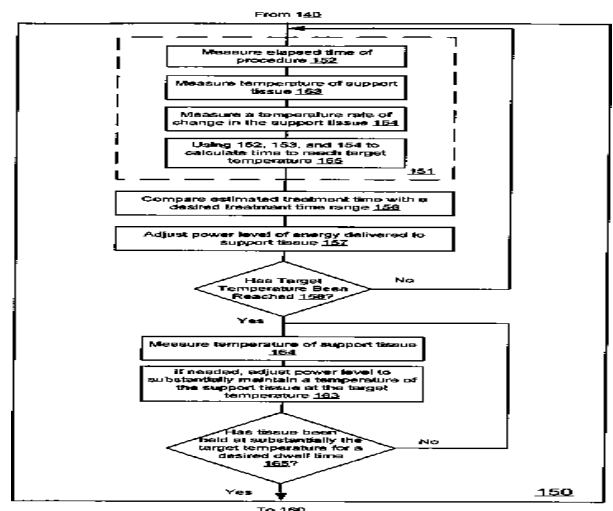 From 140
Measure elapsed time of
procedure 152
Measure temperature of support
tissue 153
Measure a temperature rate of
change in the support tissue 154
Using 152, 153, and 154 to
calculate time to reach target
temperature 155
151
Compare estimated treatment time with a
desired treatment time range 156
Adjust power level of energy delivered to
support tissue 157
Has Target
Temperature Been
Reached 158?
No
Yes
Measure temperature of support tissue
164
If needed, adjust power level to
substantially maintain a temperature of
the support tissue at the target
temperature 163
Has tissue been
held at substantially the
target temperature for a
desired dwell time
165?
No
Yes
150
To 160